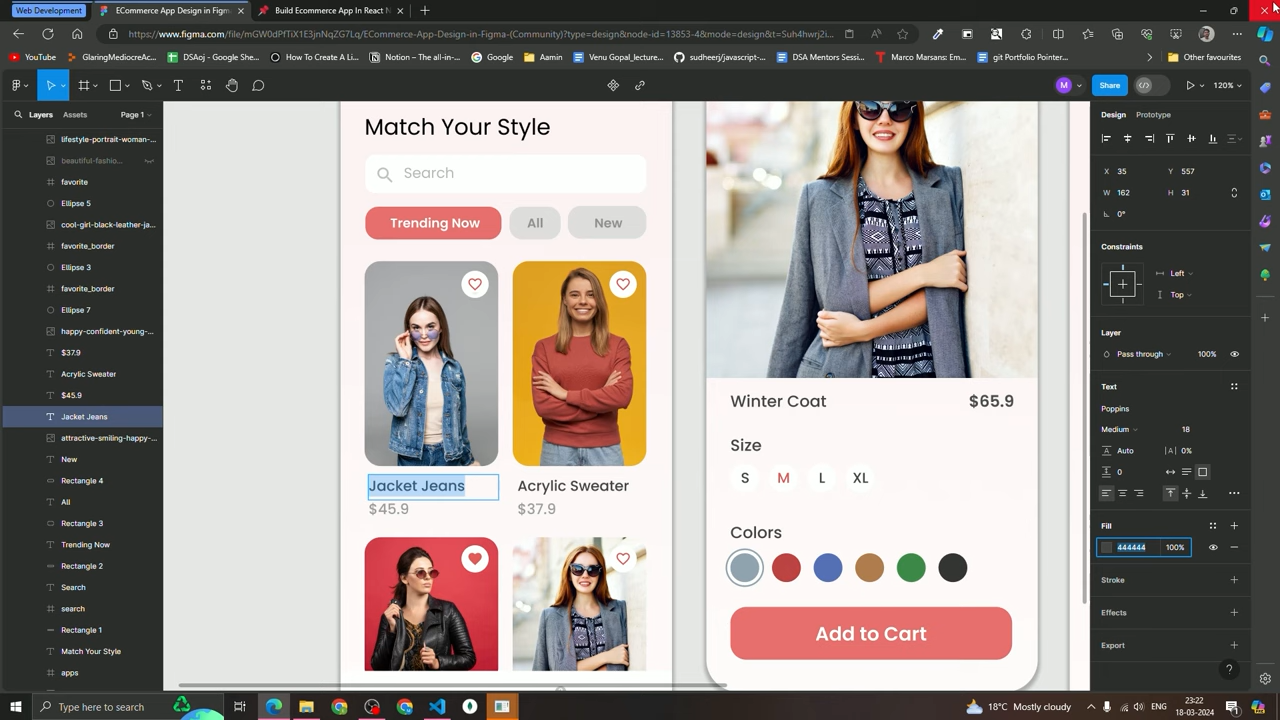 Web Development
ECommerce App Design in Figm
Build Ecommerce App In React N
https://www.figma.com/file/mGW0dPfTiX1E3jnNqZG7Lq/ECommerce-App-Design-in-Figma-(Community)?type=design&node-id=13853-4&mode=design&t=Suh4hwrj2i...
YouTube
GlaringMediocreAc...
DSAoj - Google She...
How To Create A Li...
Notion – The all-in-...
Google
Aamin
Venu Gopal_lecture...
sudheerj/javascript-...
DSA Mentor Sessions
Marco Marsans: Em...
git Portfolio Pointer...
Other favourites
M
Share
120%
Layers
Assets
Page 1
lifestyle-portrait-woman-...
beautiful-fashio...
favorite
Ellipse 5
cool-girl-black-leather-ja...
favorite_border
Ellipse 3
favorite_border
Ellipse 7
happy-confident-young-...
$37.9
Acrylic Sweater
$45.9
Jacket Jeans
attractive-smiling-happy-...
New
Rectangle 4
All
Rectangle 3
Trending Now
Rectangle 2
Search
search
Rectangle 1
Match Your Style
apps
Match Your Style
Search
Trending Now
All
New
Jacket Jeans
$45.9
Acrylic Sweater
$37.9
Winter Coat
$65.9
Size
S
M
L
XL
Colors
Add to Cart
Design
Prototype
X 35
Y 557
W 162
H 31
0°
Constraints
Left
Top
Layer
Pass through
100%
Text
Poppins
Medium
18
Auto
|A| 0%
0
Fill
444444
100%
Stroke
Effects
Export
?
Type here to search
18°C Mostly cloudy
ENG
23:22
18-03-2024